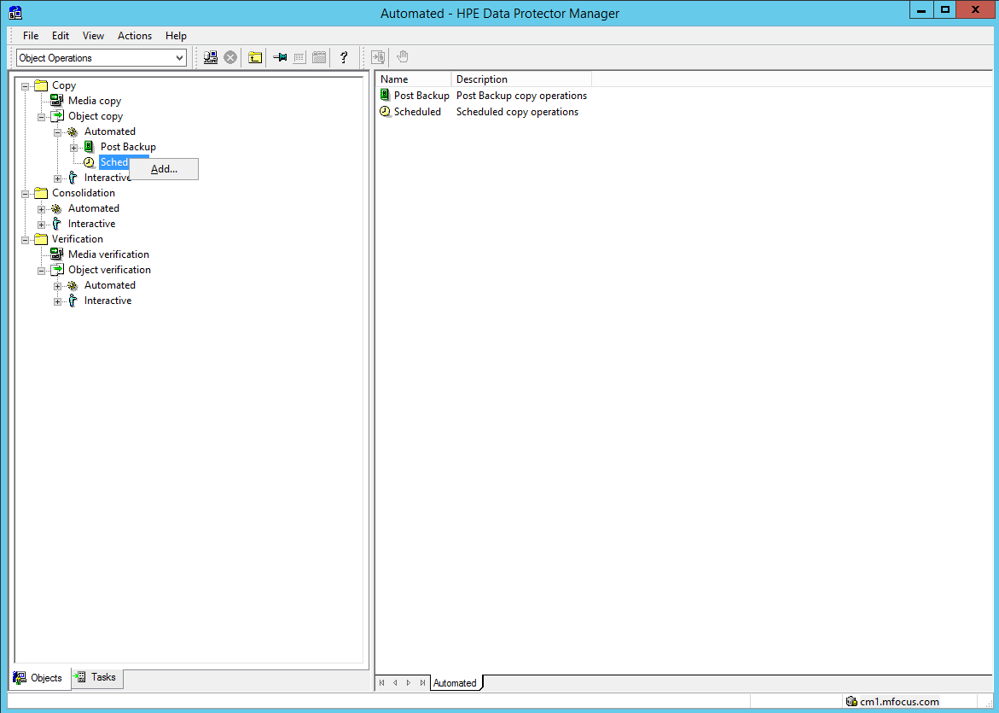 Automated - HPE Data Protector Manager
File Edit View Actions Help
Object Operations
?
Copy
Media copy
Object copy
Automated
Post Backup
Sched
Add...
Interactive
Consolidation
Automated
Interactive
Verification
Media verification
Object verification
Automated
Interactive
Name Description
Post Backup Post Backup copy operations
Scheduled Scheduled copy operations
Objects Tasks
Automated
cm1.mfocus.com